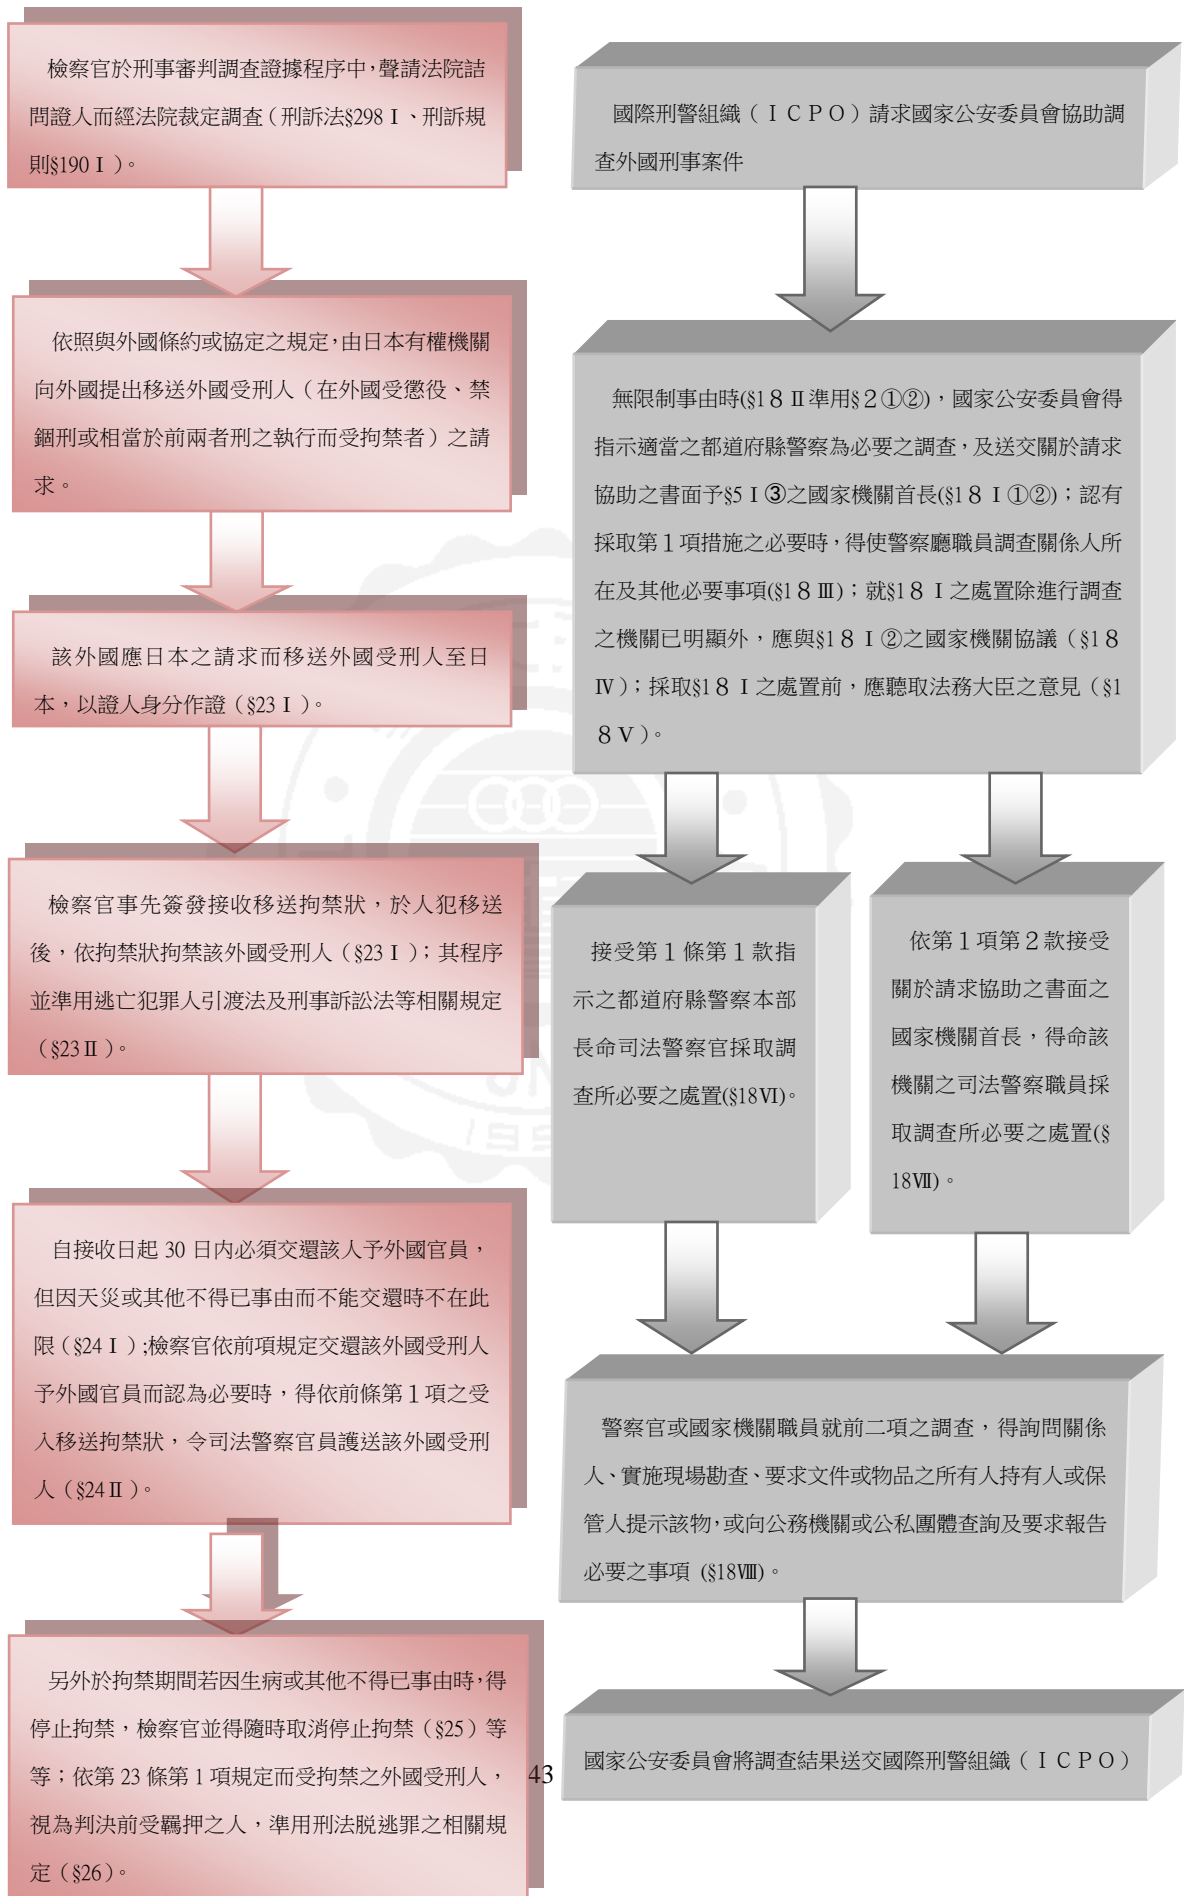 檢察官於刑事審判調查證據程序中，聲請法院詰
問證人而經法院裁定調查（刑訴法§298 I、刑訴規
則§190 I）。
依照與外國條約或協定之規定，由日本有權機關
向外國提出移送外國受刑人（在外國受懲役、禁
錮刑或相當於前兩者刑之執行而受拘禁者）之請
求。
該外國應日本之請求而移送外國受刑人至日
本，以證人身分作證（§23 I）。
檢察官事先簽發接收移送拘禁狀，於人犯移送
後，依拘禁狀拘禁該外國受刑人（§23 I）；其程序
並準用逃亡犯罪人引渡法及刑事訴訟法等相關規定
（§23 II）。
自接收日起 30 日內必須交還該人予外國官員，
但因天災或其他不得已事由而不能交還時不在此
限（§24 I）;檢察官依前項規定交還該外國受刑人
予外國官員而認為必要時，得依前條第１項之受
入移送拘禁狀，令司法警察官員護送該外國受刑
人（§24 II）。
另外於拘禁期間若因生病或其他不得已事由時，得
停止拘禁，檢察官並得隨時取消停止拘禁（§25）等
等；依第 23 條第 1 項規定而受拘禁之外國受刑人，
視為判決前受羈押之人，準用刑法脫逃罪之相關規
定（§26）。
國際刑警組織（ＩＣＰＯ）請求國家公安委員會協助調
查外國刑事案件
無限制事由時(§1８Ⅱ準用§２①②)，國家公安委員會得
指示適當之都道府縣警察為必要之調查，及送交關於請求
協助之書面予§5Ⅰ③之國家機關首長(§1８Ⅰ①②)；認有
採取第１項措施之必要時，得使警察廳職員調查關係人所
在及其他必要事項(§1８Ⅲ)；就§1８Ⅰ之處置除進行調查
之機關已明顯外，應與§1８Ⅰ②之國家機關協議（§1８
Ⅳ）；採取§1８Ⅰ之處置前，應聽取法務大臣之意見（§1
８Ⅴ）。
接受第１條第１款指
示之都道府縣警察本部
長命司法警察官採取調
查所必要之處置(§18Ⅵ)。
依第１項第２款接受
關於請求協助之書面之
國家機關首長，得命該
機關之司法警察職員採
取調查所必要之處置(§
18Ⅶ)。
警察官或國家機關職員就前二項之調查，得詢問關係
人、實施現場勘查、要求文件或物品之所有人持有人或保
管人提示該物，或向公務機關或公私團體查詢及要求報告
必要之事項 (§18Ⅷ)。
國家公安委員會將調查結果送交國際刑警組織（ＩＣＰＯ）
43